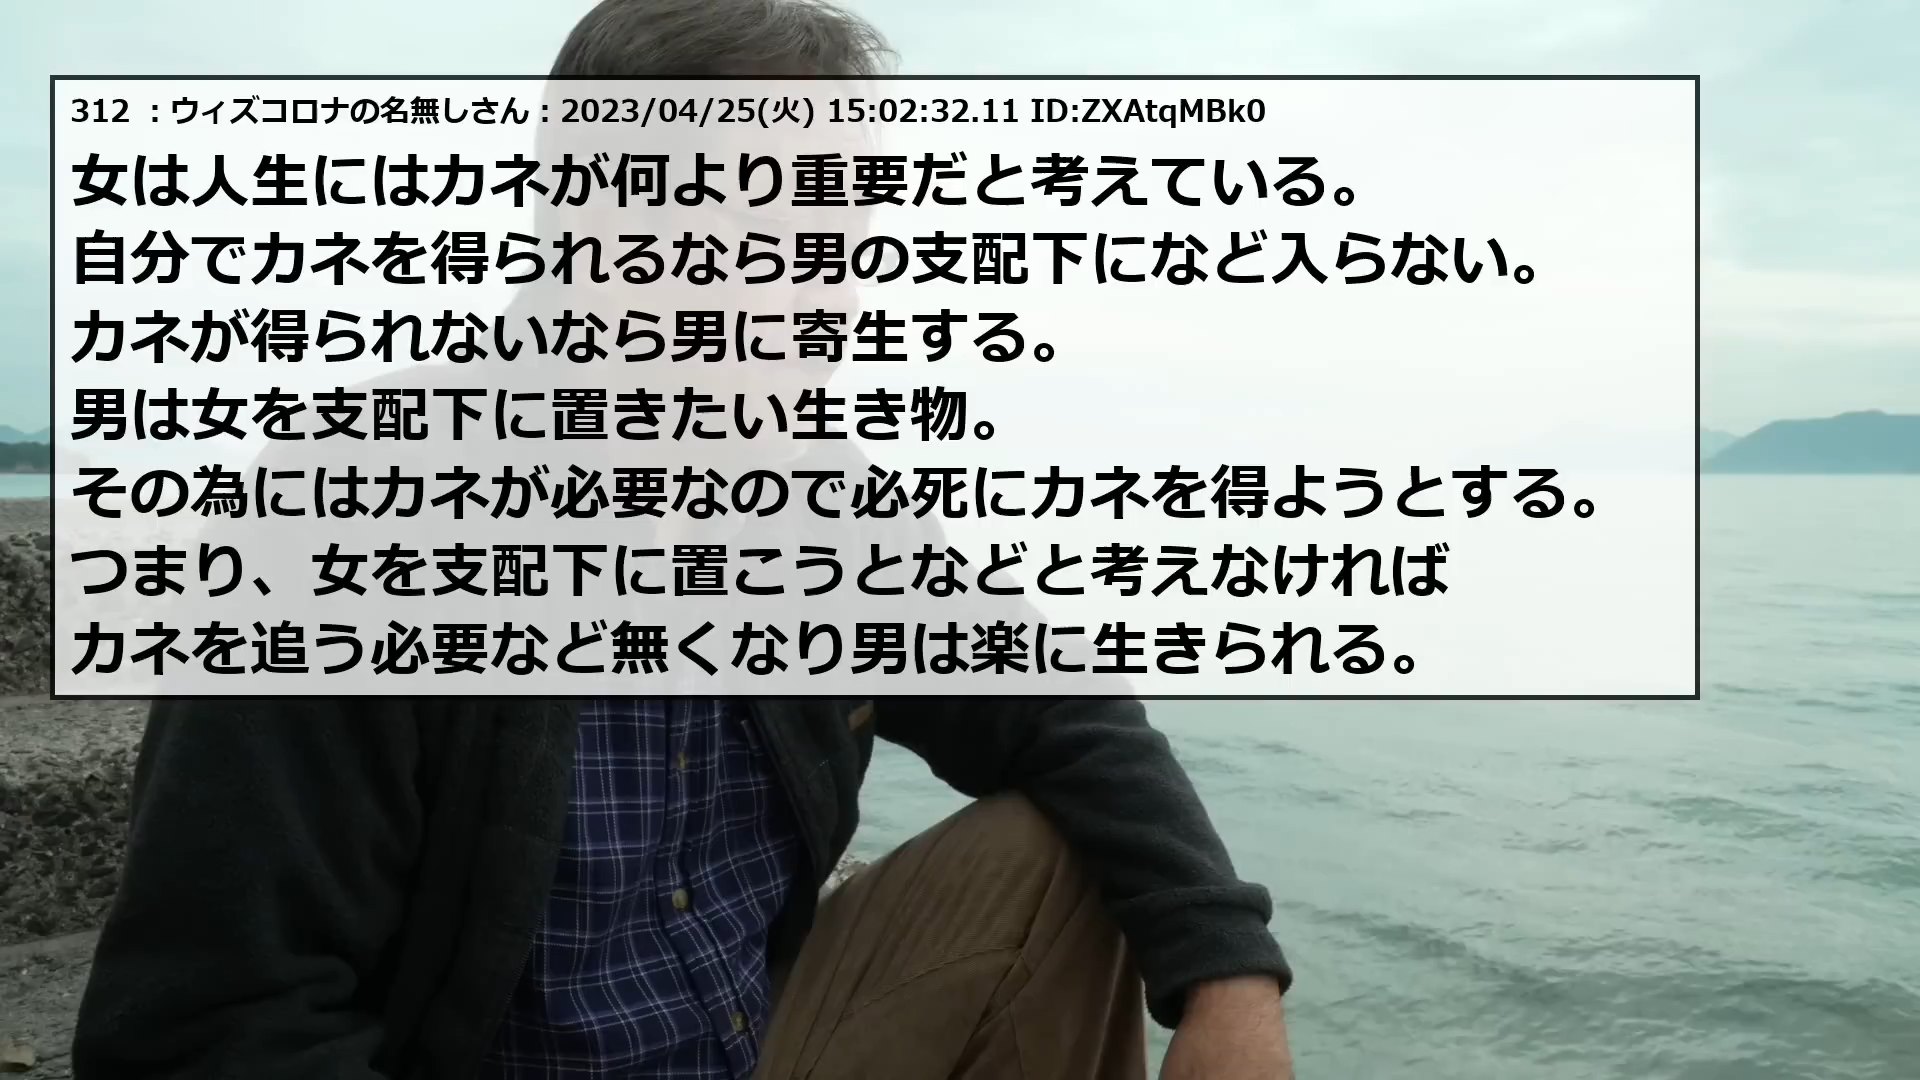 312 ：ウィズコロナの名無しさん：2023/04/25(火) 15:02:32.11 ID:ZXAtqMBk0
女は人生にはカネが何より重要だと考えている。
自分でカネを得られるなら男の支配下になど入らない。
カネが得られないなら男に寄生する。
男は女を支配下に置きたい生き物。
その為にはカネが必要なので必死にカネを得ようとする。
つまり、女を支配下に置こうとなどと考えなければ
カネを追う必要など無くなり男は楽に生きられる。